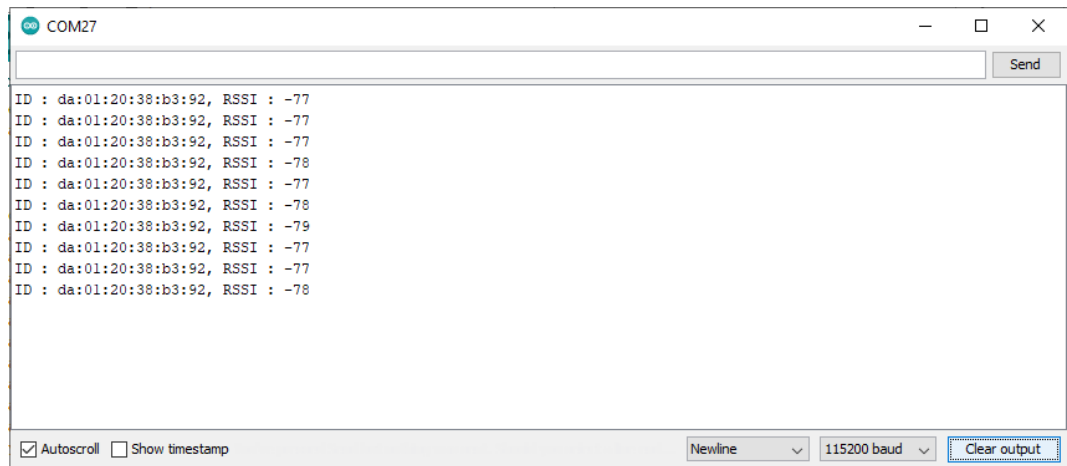 COM27
Send
ID : da:01:20:38:b3:92, RSSI : -77
ID : da:01:20:38:b3:92, RSSI : -77
ID : da:01:20:38:b3:92, RSSI : -77
ID : da:01:20:38:b3:92, RSSI : -78
ID : da:01:20:38:b3:92, RSSI : -77
ID : da:01:20:38:b3:92, RSSI : -78
ID : da:01:20:38:b3:92, RSSI : -79
ID : da:01:20:38:b3:92, RSSI : -77
ID : da:01:20:38:b3:92, RSSI : -77
ID : da:01:20:38:b3:92, RSSI : -78
Autoscroll Show timestamp Newline 115200 baud Clear output